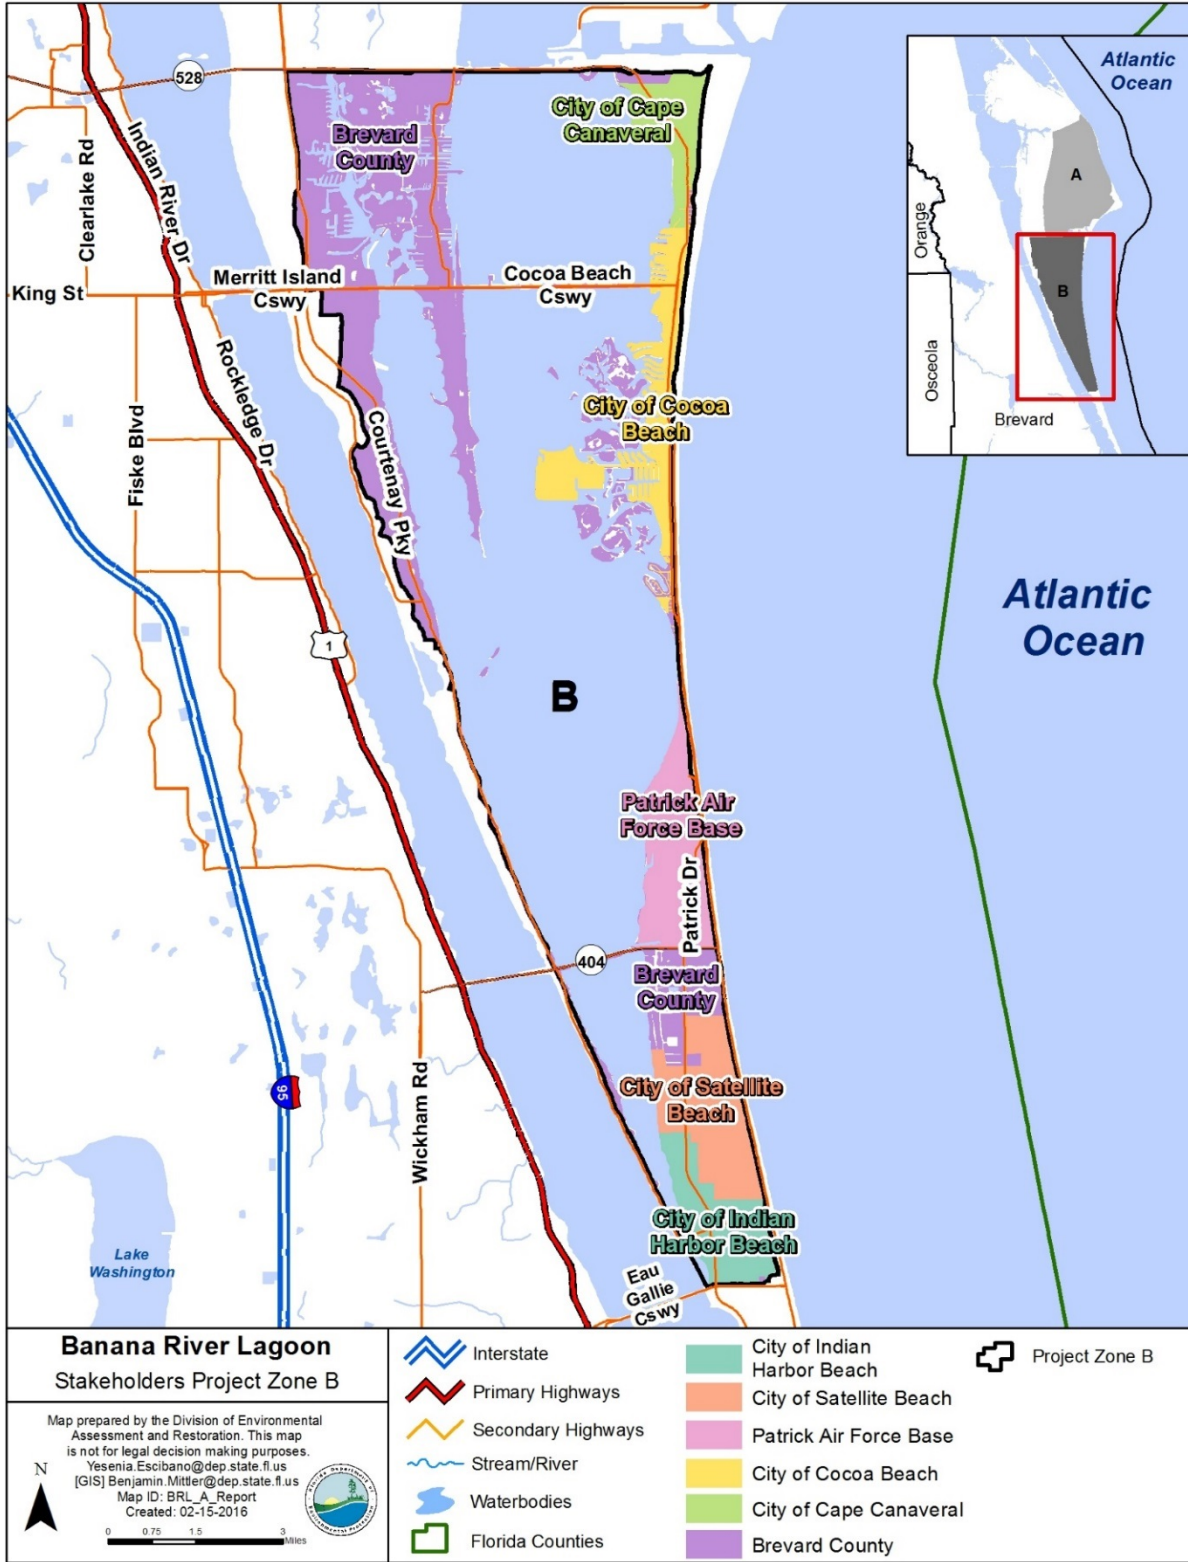 528
Clearlake Rd
Indian River Dr
Brevard
County
City of Cape
Canaveral
Atlantic
Ocean
A
Orange
B
Osceola
Brevard
King St
Merritt Island
Cswy
Cocoa Beach
Cswy
Rockledge Dr
Fiske Blvd
Courtenay Pky
City of Cocoa
Beach
Atlantic
Ocean
1
B
Patrick Air
Force Base
Patrick Dr
404
Brevard
County
95
Wickham Rd
City of Satellite
Beach
City of Indian
Harbor Beach
Lake
Washington
Eau
Gallie
Cswy
Banana River Lagoon
Stakeholders Project Zone B
Map prepared by the Division of Environmental
Assessment and Restoration. This map
is not for legal decision making purposes.
Yesenia.Escibano@dep.state.fl.us
[GIS] Benjamin.Mittler@dep.state.fl.us
Map ID: BRL_A_Report
Created: 02-15-2016
N
0 0.75 1.5 3
Miles
Florida Department of
Environmental Protection
Interstate
Primary Highways
Secondary Highways
Stream/River
Waterbodies
Florida Counties
City of Indian
Harbor Beach
City of Satellite Beach
Patrick Air Force Base
City of Cocoa Beach
City of Cape Canaveral
Brevard County
Project Zone B